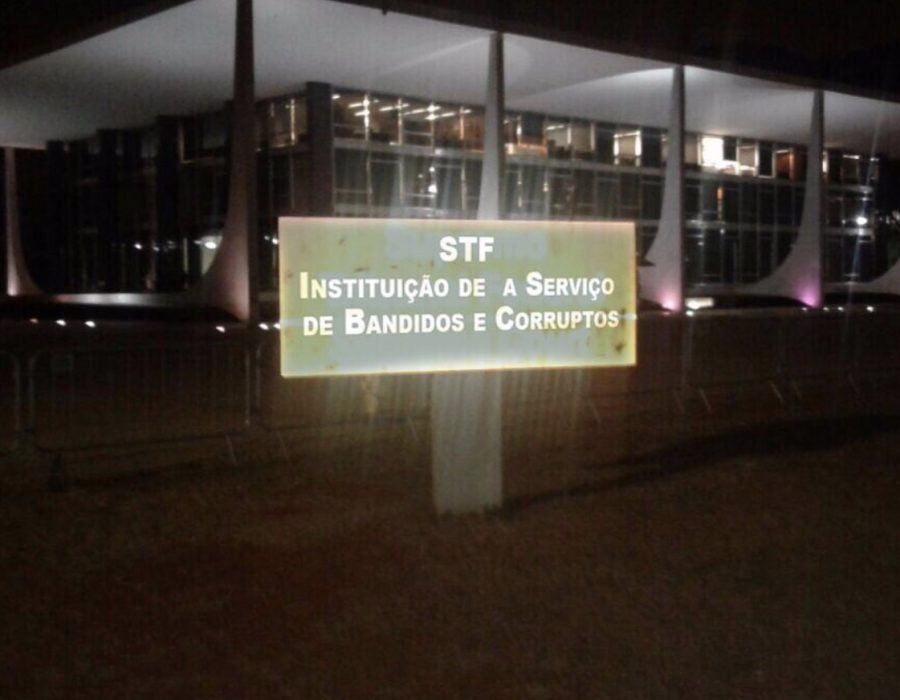 STF
Instituição de a Serviço
de Bandidos e Corruptos